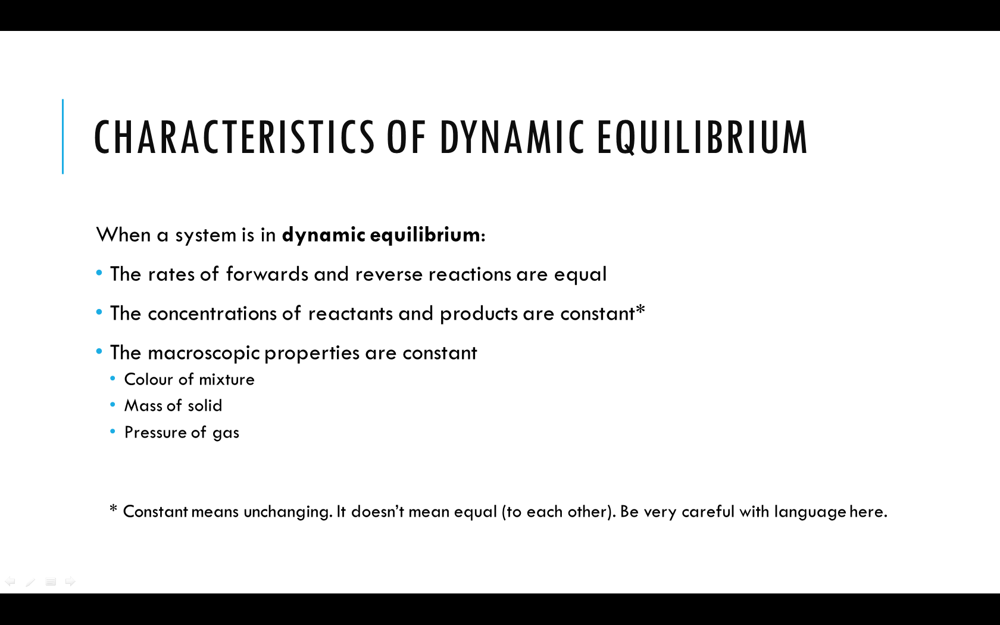 CHARACTERISTICS OF DYNAMIC EQUILIBRIUM
When a system is in dynamic equilibrium:
• The rates of forwards and reverse reactions are equal
• The concentrations of reactants and products are constant*
• The macroscopic properties are constant
• Colour of mixture
• Mass of solid
• Pressure of gas
* Constant means unchanging. It doesn’t mean equal (to each other). Be very careful with language here.